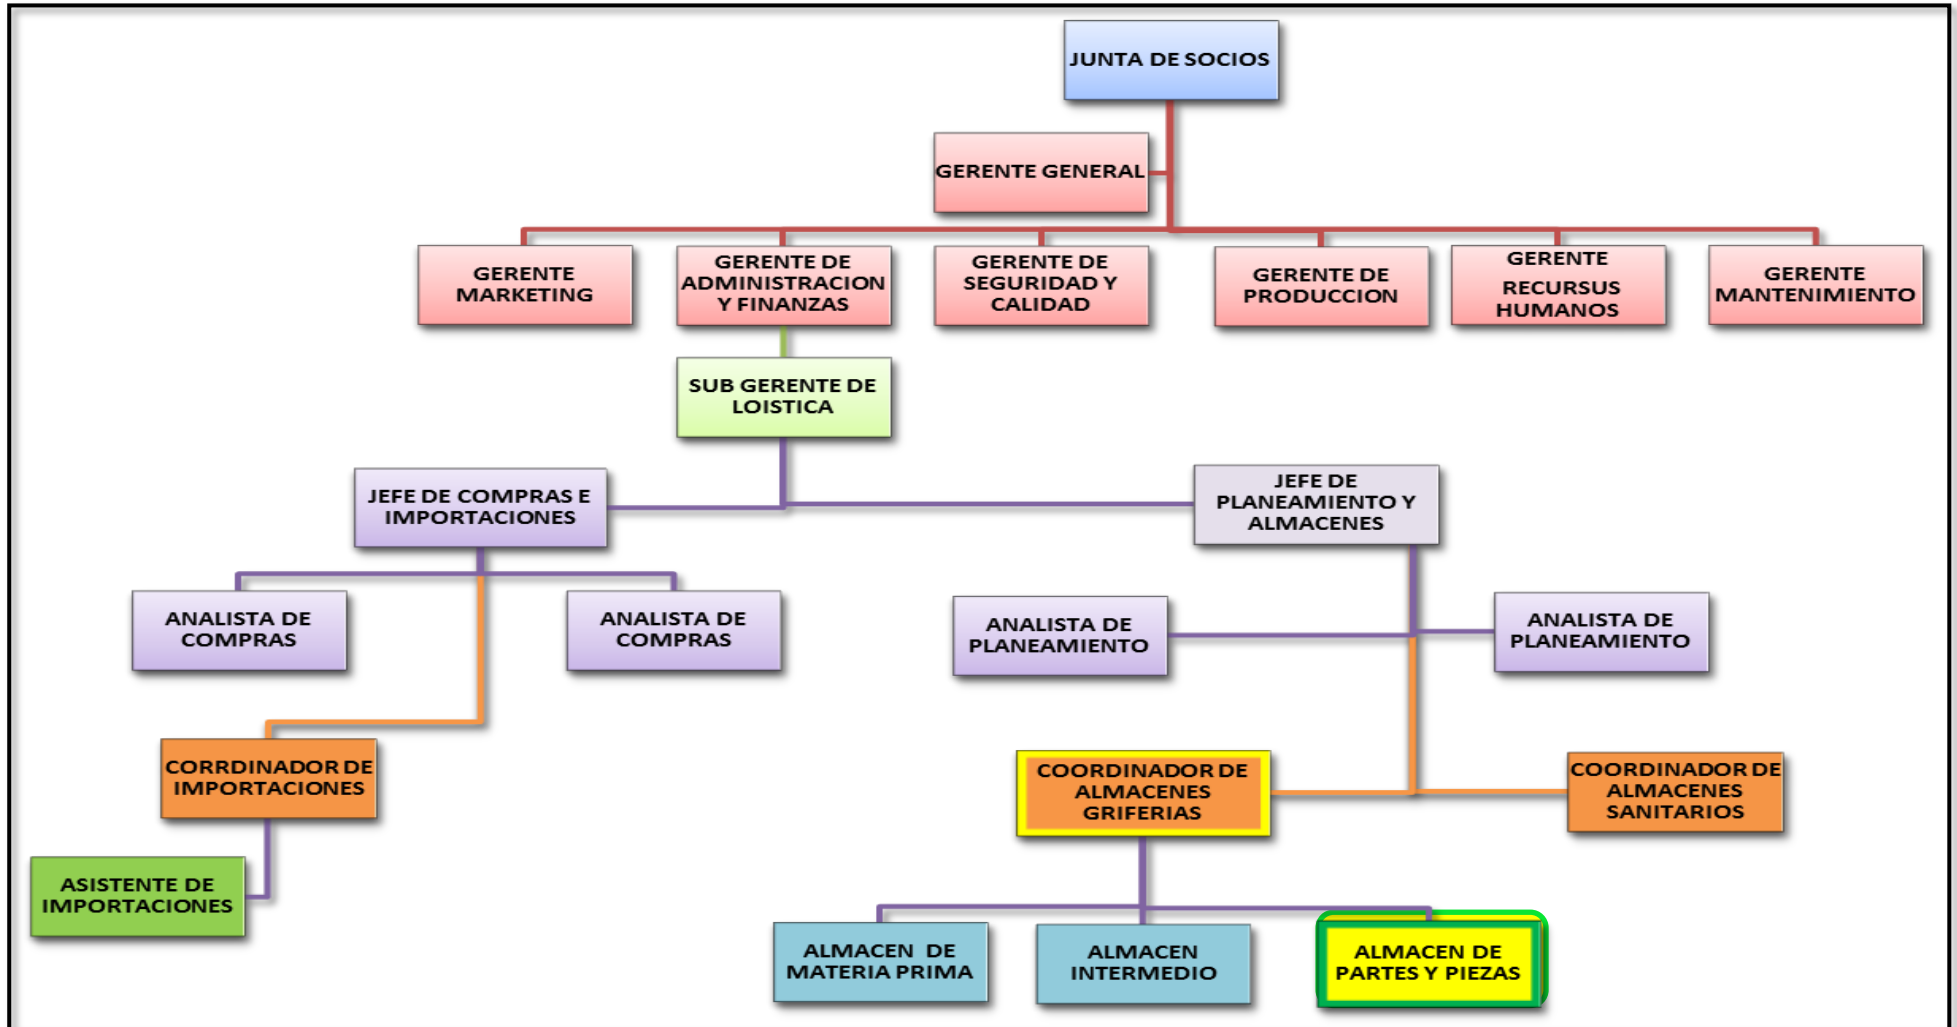 JUNTA DE SOCIOS
GERENTE GENERAL
GERENTE
MARKETING
GERENTE DE
ADMINISTRACION
Y FINANZAS
GERENTE DE
SEGURIDAD Y
CALIDAD
GERENTE DE
PRODUCCION
GERENTE
RECURSUS
HUMANOS
GERENTE
MANTENIMIENTO
SUB GERENTE DE
LOISTICA
JEFE DE COMPRAS E
IMPORTACIONES
JEFE DE
PLANEAMIENTO Y
ALMACENES
ANALISTA DE
COMPRAS
ANALISTA DE
COMPRAS
ANALISTA DE
PLANEAMIENTO
ANALISTA DE
PLANEAMIENTO
CORRDINADOR DE
IMPORTACIONES
COORDINADOR DE
ALMACENES
GRIFERIAS
COORDINADOR DE
ALMACENES
SANITARIOS
ASISTENTE DE
IMPORTACIONES
ALMACEN DE
MATERIA PRIMA
ALMACEN
INTERMEDIO
ALMACEN DE
PARTES Y PIEZAS